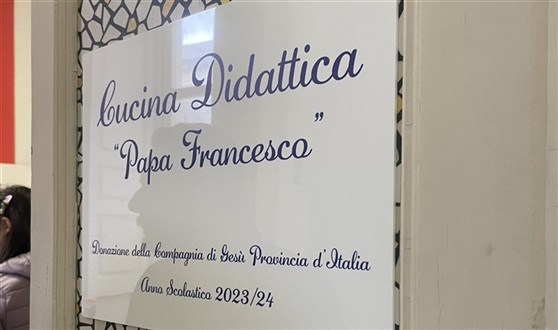 Cucina Didattica
"Papa Francesco"
Donazione della Compagnia di Gesù Provincia d'Italia
Anno Scolastico 2023/24